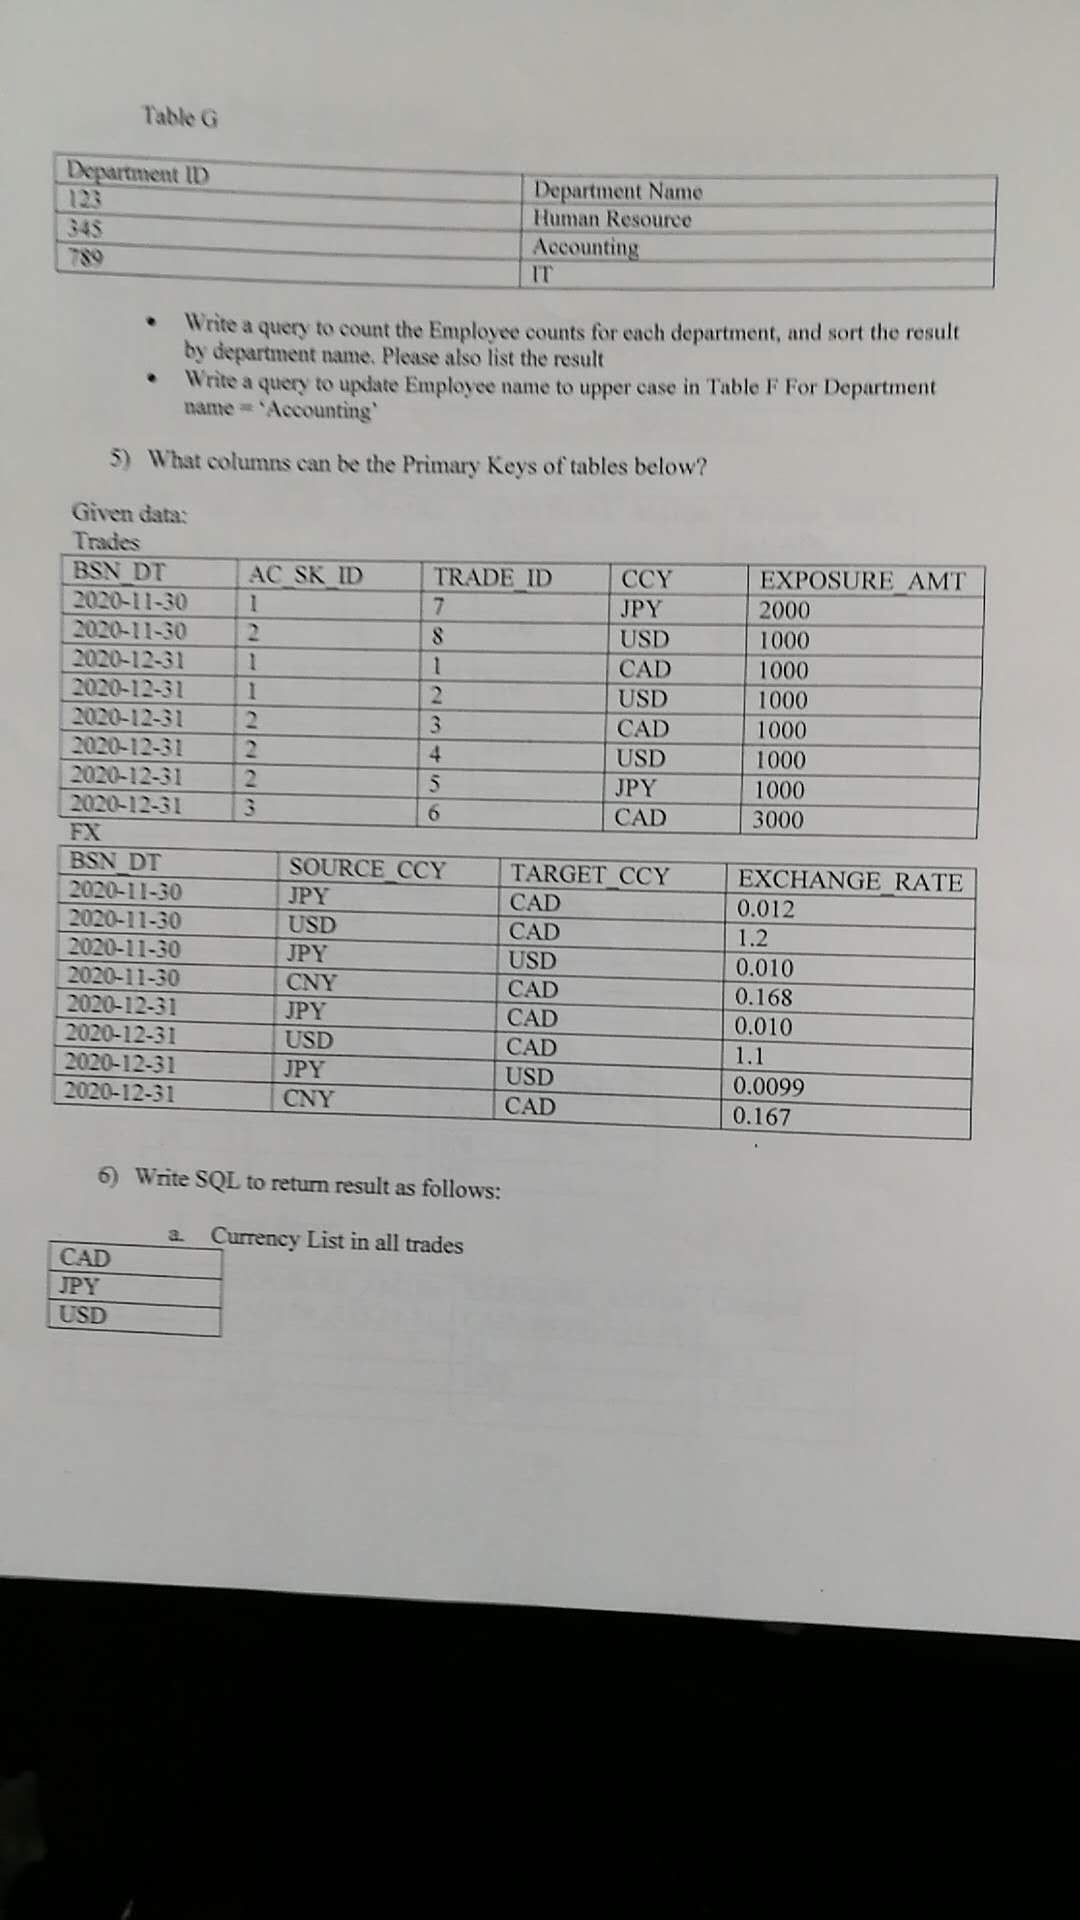 Table G
Department ID Department Name
123 Human Resource
345 Accounting
789 IT
• Write a query to count the Employee counts for each department, and sort the result
by department name. Please also list the result
• Write a query to update Employee name to upper case in Table F For Department
name = 'Accounting'
5) What columns can be the Primary Keys of tables below?
Given data:
Trades
BSN_DT AC_SK_ID TRADE_ID CCY EXPOSURE_AMT
2020-11-30 1 7 JPY 2000
2020-11-30 2 8 USD 1000
2020-12-31 1 1 CAD 1000
2020-12-31 1 2 USD 1000
2020-12-31 2 3 CAD 1000
2020-12-31 2 4 USD 1000
2020-12-31 2 5 JPY 1000
2020-12-31 3 6 CAD 3000
FX
BSN_DT SOURCE_CCY TARGET_CCY EXCHANGE_RATE
2020-11-30 JPY CAD 0.012
2020-11-30 USD CAD 1.2
2020-11-30 JPY USD 0.010
2020-11-30 CNY CAD 0.168
2020-12-31 JPY CAD 0.010
2020-12-31 USD CAD 1.1
2020-12-31 JPY USD 0.0099
2020-12-31 CNY CAD 0.167
6) Write SQL to return result as follows:
a. Currency List in all trades
CAD
JPY
USD